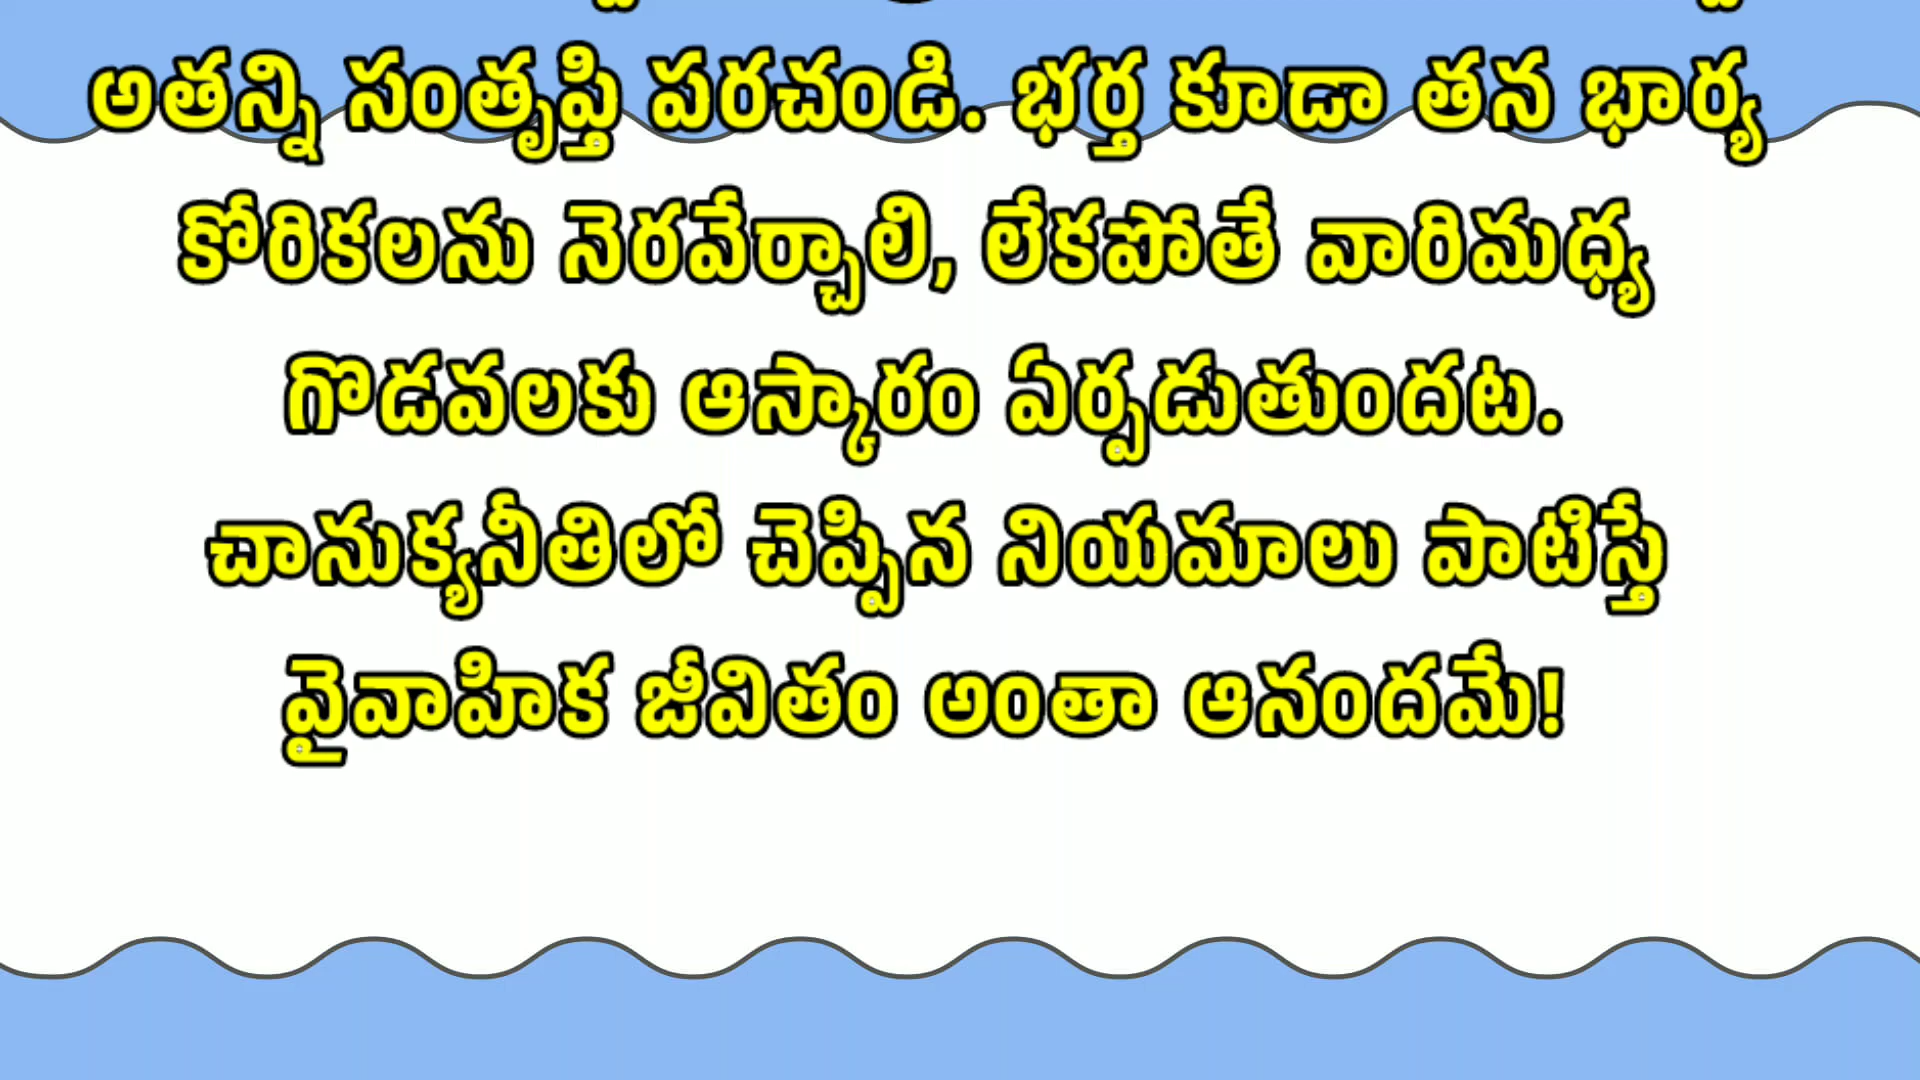 అతన్ని సంతృప్తి పరచండి. భర్త కూడా తన భార్య
కోరికలను నెరవేర్చాలి, లేకపోతే వారిమధ్య
గొడవలకు ఆస్కారం ఏర్పడుతుందట.
చానుక్యనీతిలో చెప్పిన నియమాలు పాటిస్తే
వైవాహిక జీవితం అంతా ఆనందమే!